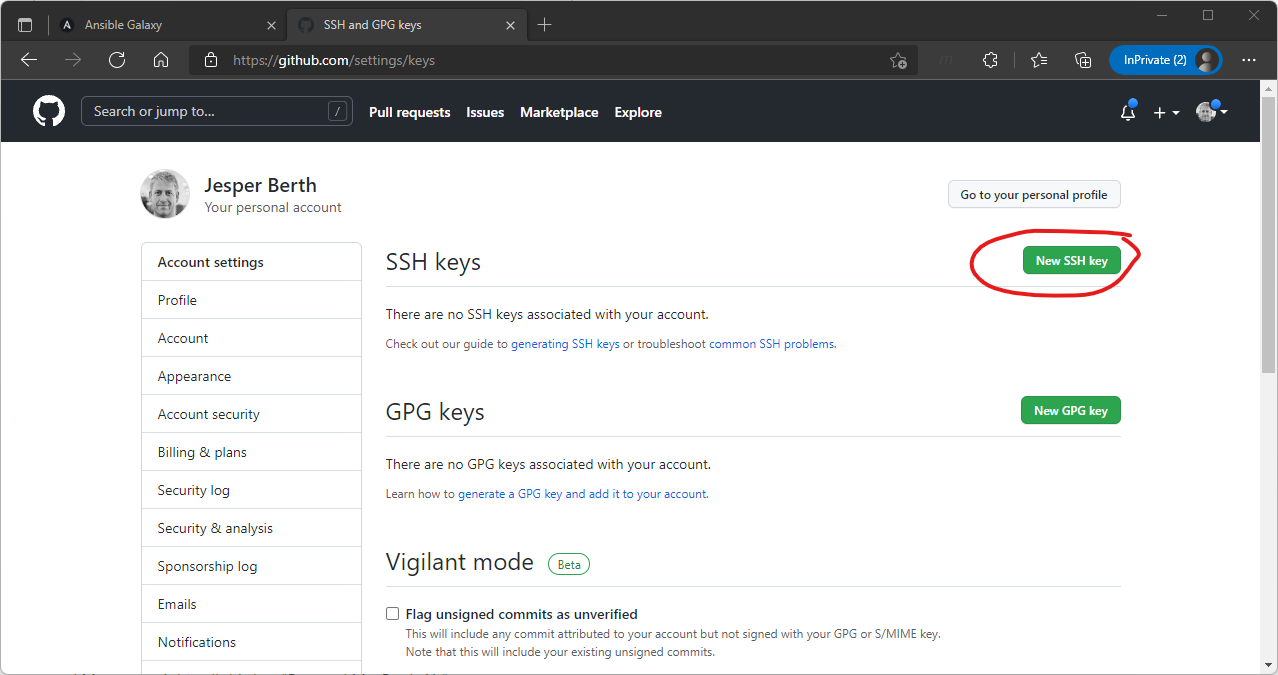 Ansible Galaxy
SSH and GPG keys
https://github.com/settings/keys
InPrivate (2)
Search or jump to...
/
Pull requests
Issues
Marketplace
Explore
Jesper Berth
Your personal account
Go to your personal profile
Account settings
Profile
Account
Appearance
Account security
Billing & plans
Security log
Security & analysis
Sponsorship log
Emails
Notifications
SSH keys
New SSH key
There are no SSH keys associated with your account.
Check out our guide to generating SSH keys or troubleshoot common SSH problems.
GPG keys
New GPG key
There are no GPG keys associated with your account.
Learn how to generate a GPG key and add it to your account.
Vigilant mode
Beta
Flag unsigned commits as unverified
This will include any commit attributed to your account but not signed with your GPG or S/MIME key.
Note that this will include your existing unsigned commits.